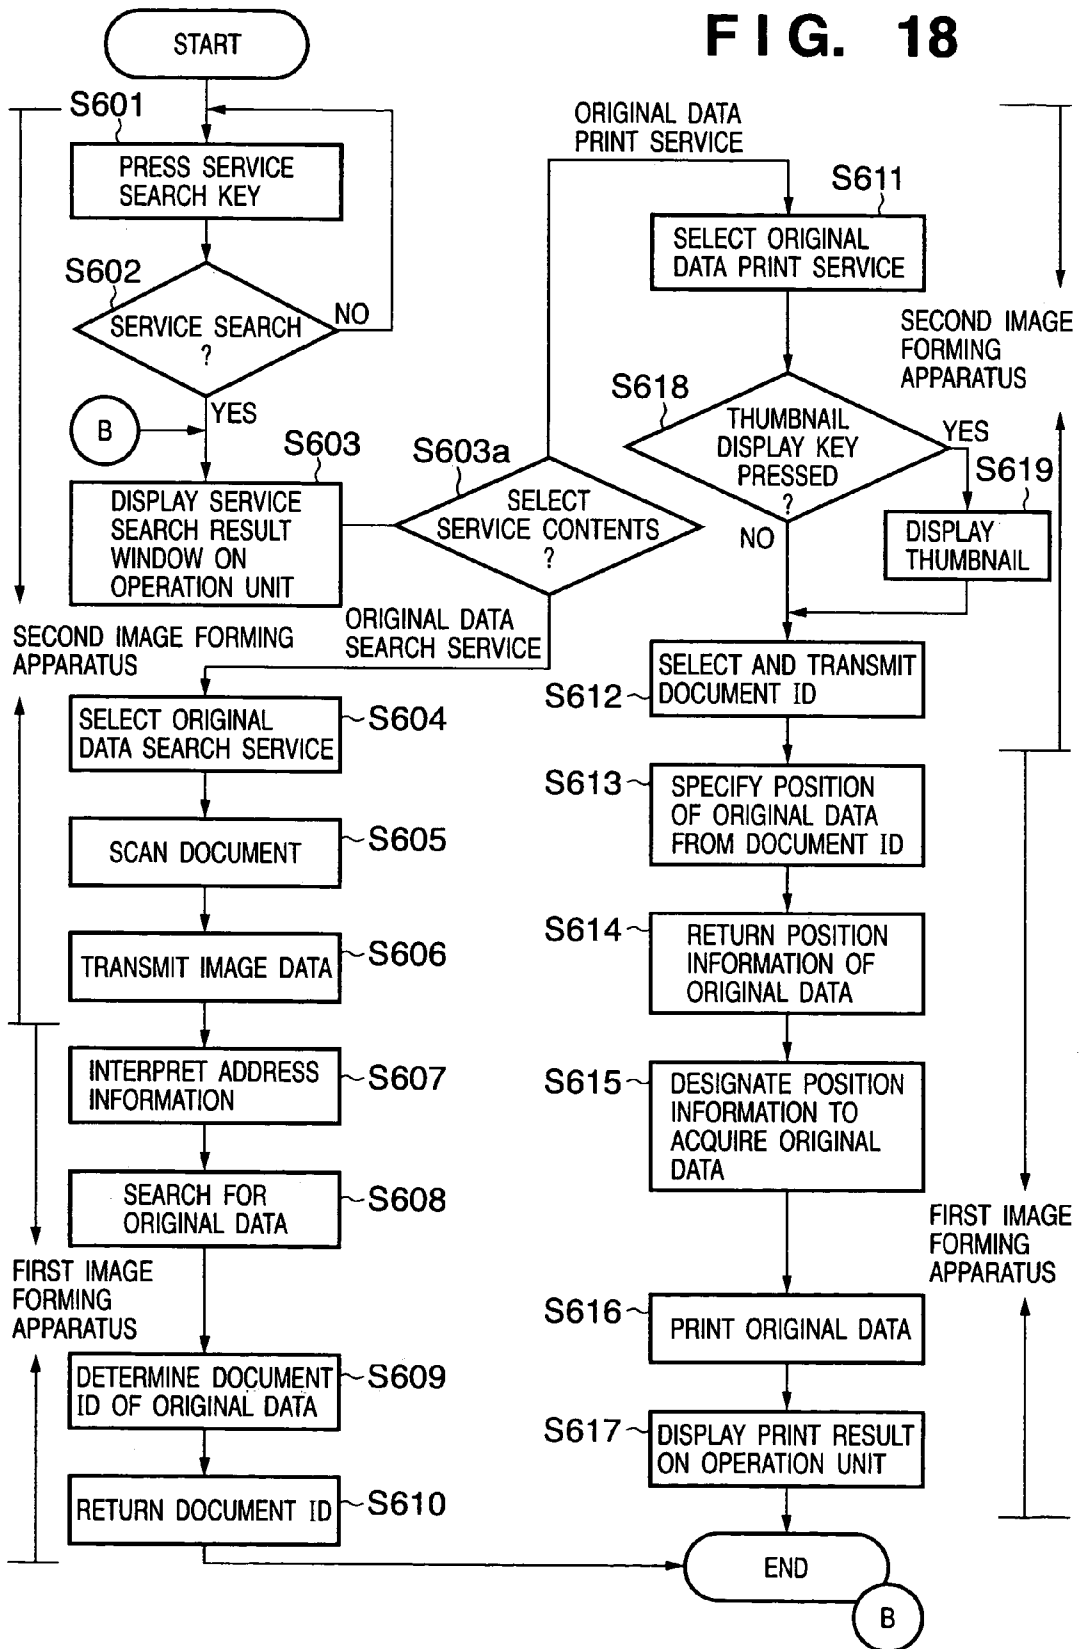 FIG. 18
START
S601
PRESS SERVICE
SEARCH KEY
S602
SERVICE SEARCH
?
NO
YES
B
S603
DISPLAY SERVICE
SEARCH RESULT
WINDOW ON
OPERATION UNIT
S603a
SELECT
SERVICE CONTENTS
?
ORIGINAL DATA
PRINT SERVICE
ORIGINAL DATA
SEARCH SERVICE
SECOND IMAGE FORMING
APPARATUS
SELECT ORIGINAL
DATA SEARCH SERVICE
S604
SCAN DOCUMENT
S605
TRANSMIT IMAGE DATA
S606
INTERPRET ADDRESS
INFORMATION
S607
SEARCH FOR
ORIGINAL DATA
S608
FIRST IMAGE
FORMING
APPARATUS
DETERMINE DOCUMENT
ID OF ORIGINAL DATA
S609
RETURN DOCUMENT ID
S610
S611
SELECT ORIGINAL
DATA PRINT SERVICE
SECOND IMAGE
FORMING
APPARATUS
S618
THUMBNAIL
DISPLAY KEY
PRESSED
?
YES
NO
S619
DISPLAY
THUMBNAIL
S612
SELECT AND TRANSMIT
DOCUMENT ID
S613
SPECIFY POSITION
OF ORIGINAL DATA
FROM DOCUMENT ID
S614
RETURN POSITION
INFORMATION OF
ORIGINAL DATA
S615
DESIGNATE POSITION
INFORMATION TO
ACQUIRE ORIGINAL
DATA
FIRST IMAGE
FORMING
APPARATUS
S616
PRINT ORIGINAL DATA
S617
DISPLAY PRINT RESULT
ON OPERATION UNIT
END
B